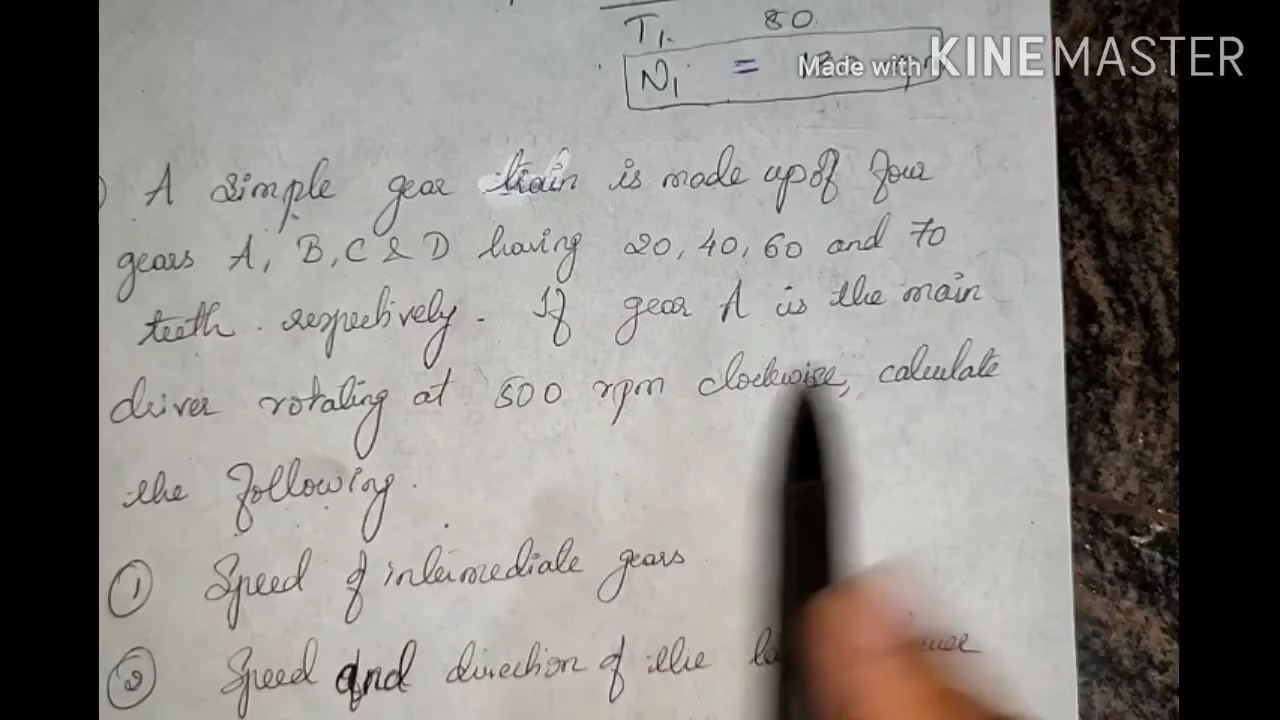 T1. 80.
N1 =
Made with KINEMASTER
A simple gear train is made up of four
gears A, B, C & D having 20, 40, 60 and 70
teeth. respectively. If gear A is the main
driver rotating at 500 rpm clockwise, calculate
the following.
① Speed of intermediate gears
② Speed and direction of the